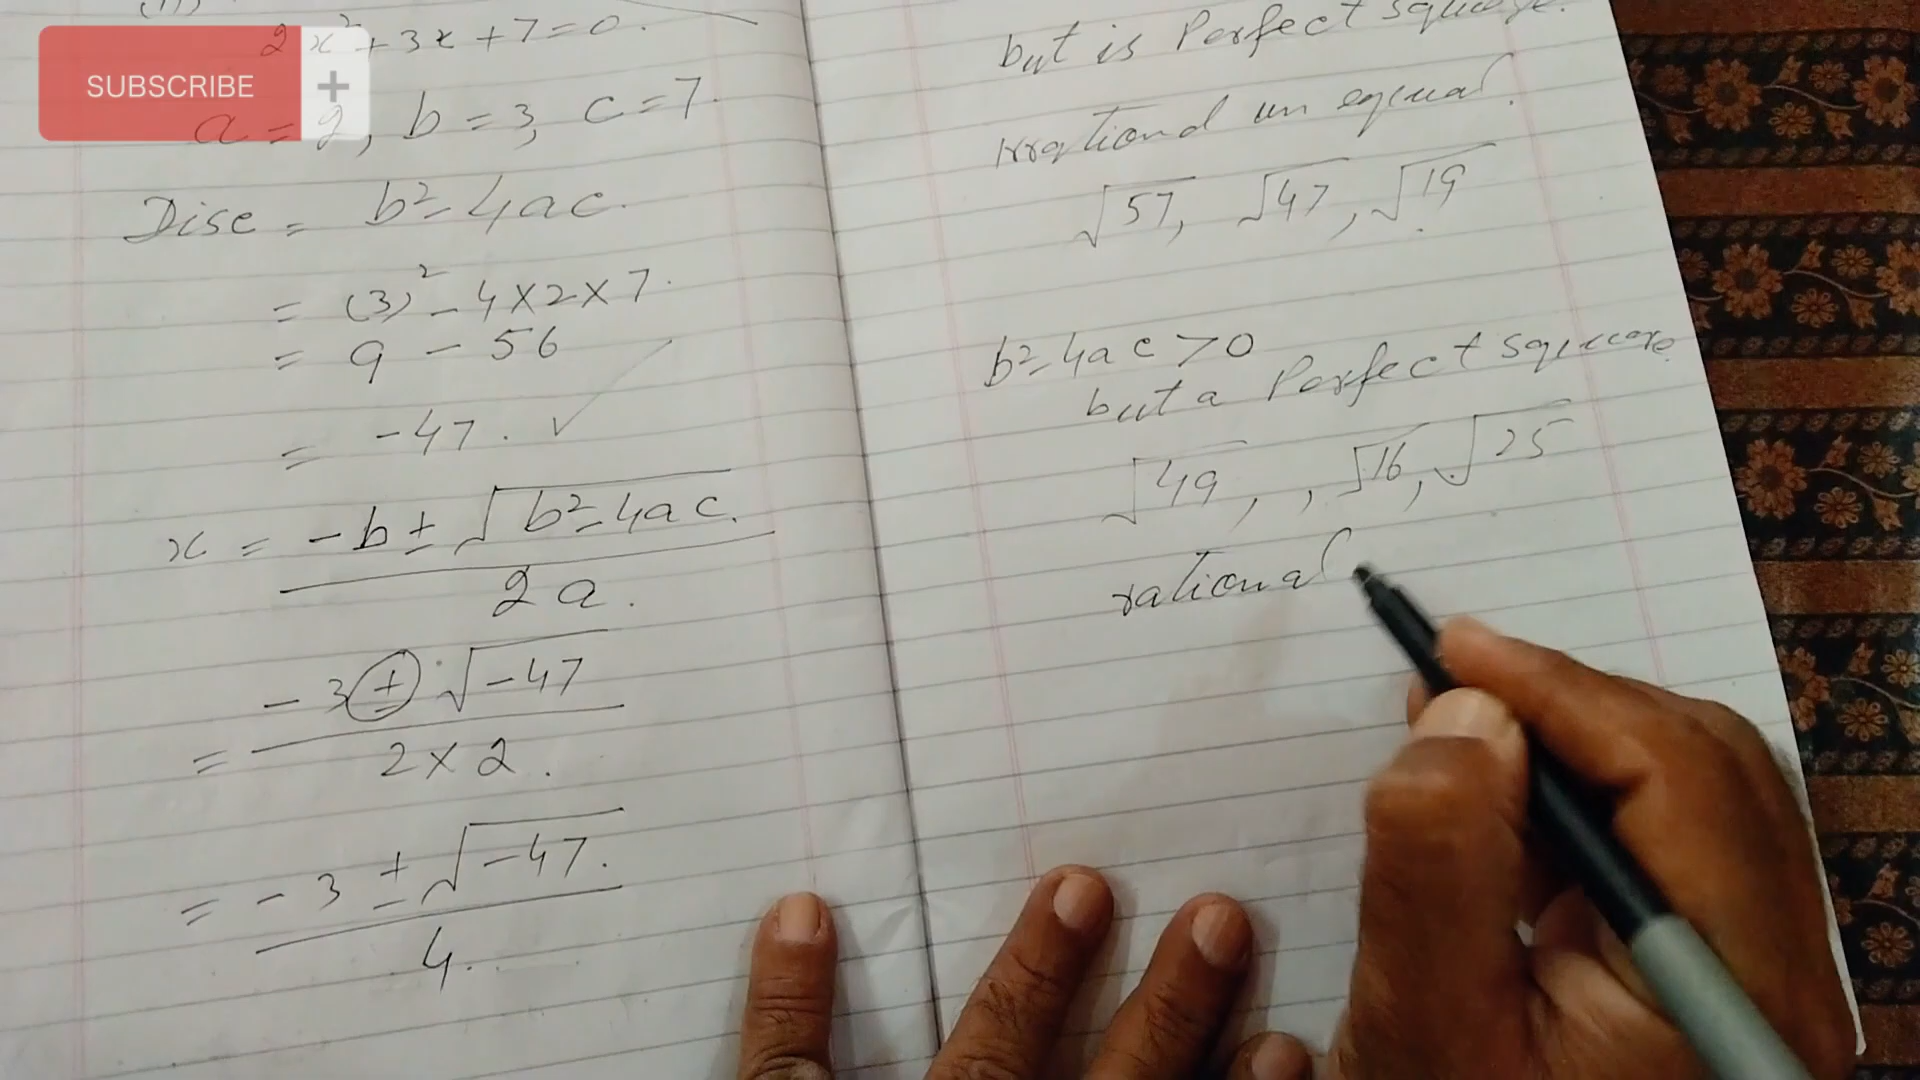 2x²+3x+7=0.
SUBSCRIBE +
a = 2, b = 3, c = 7.
Disc = b²-4ac.
= (3)² - 4×2×7.
= 9 - 56
= -47. ✓
x = -b ± √b²-4ac.
2a.
= -3 ± √-47
2×2.
= -3 ± √-47.
4.
but is Perfect square.
irrational un equal.
√57, √47, √19
b²-4ac>0
but a Perfect square
√49, , √16, √25
rational